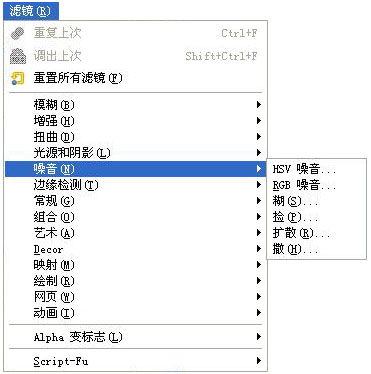 滤镜(R)
重复上次 Ctrl+F
调出上次 Shift+Ctrl+F
重置所有滤镜(F)
模糊(B)
增强(H)
扭曲(D)
光源和阴影(L)
噪音(N)
边缘检测(T)
常规(G)
组合(O)
艺术(A)
Decor
映射(M)
绘制(R)
网页(W)
动画(I)
Alpha 变标志(L)
Script-Fu
HSV 噪音...
RGB 噪音...
糊(S)...
捡(P)...
扩散(R)...
撒(H)...